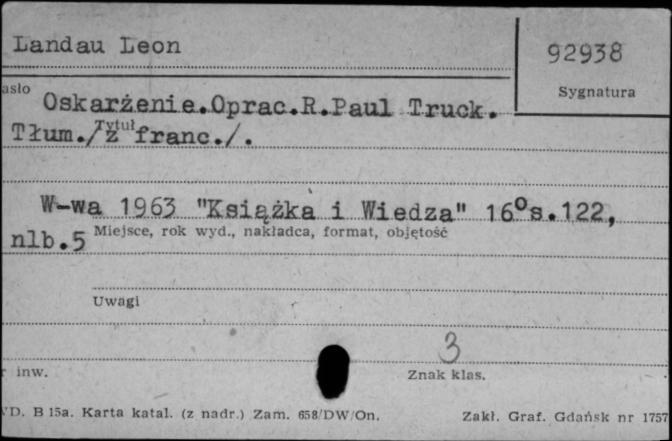 Landau Leon
92938
Sygnatura
asło
Oskarżenie.Oprac.R.Paul Truck.
Tytuł
Tłum./z franc./.
W-wa 1963 "Książka i Wiedza" 16°s.122,
nlb.5
Miejsce, rok wyd., nakładca, format, objętość
Uwagi
3
r inw.
Znak klas.
D. B 15a. Karta katal. (z nadr.) Zam. 658/DW/On.
Zakł. Graf. Gdańsk nr 1757